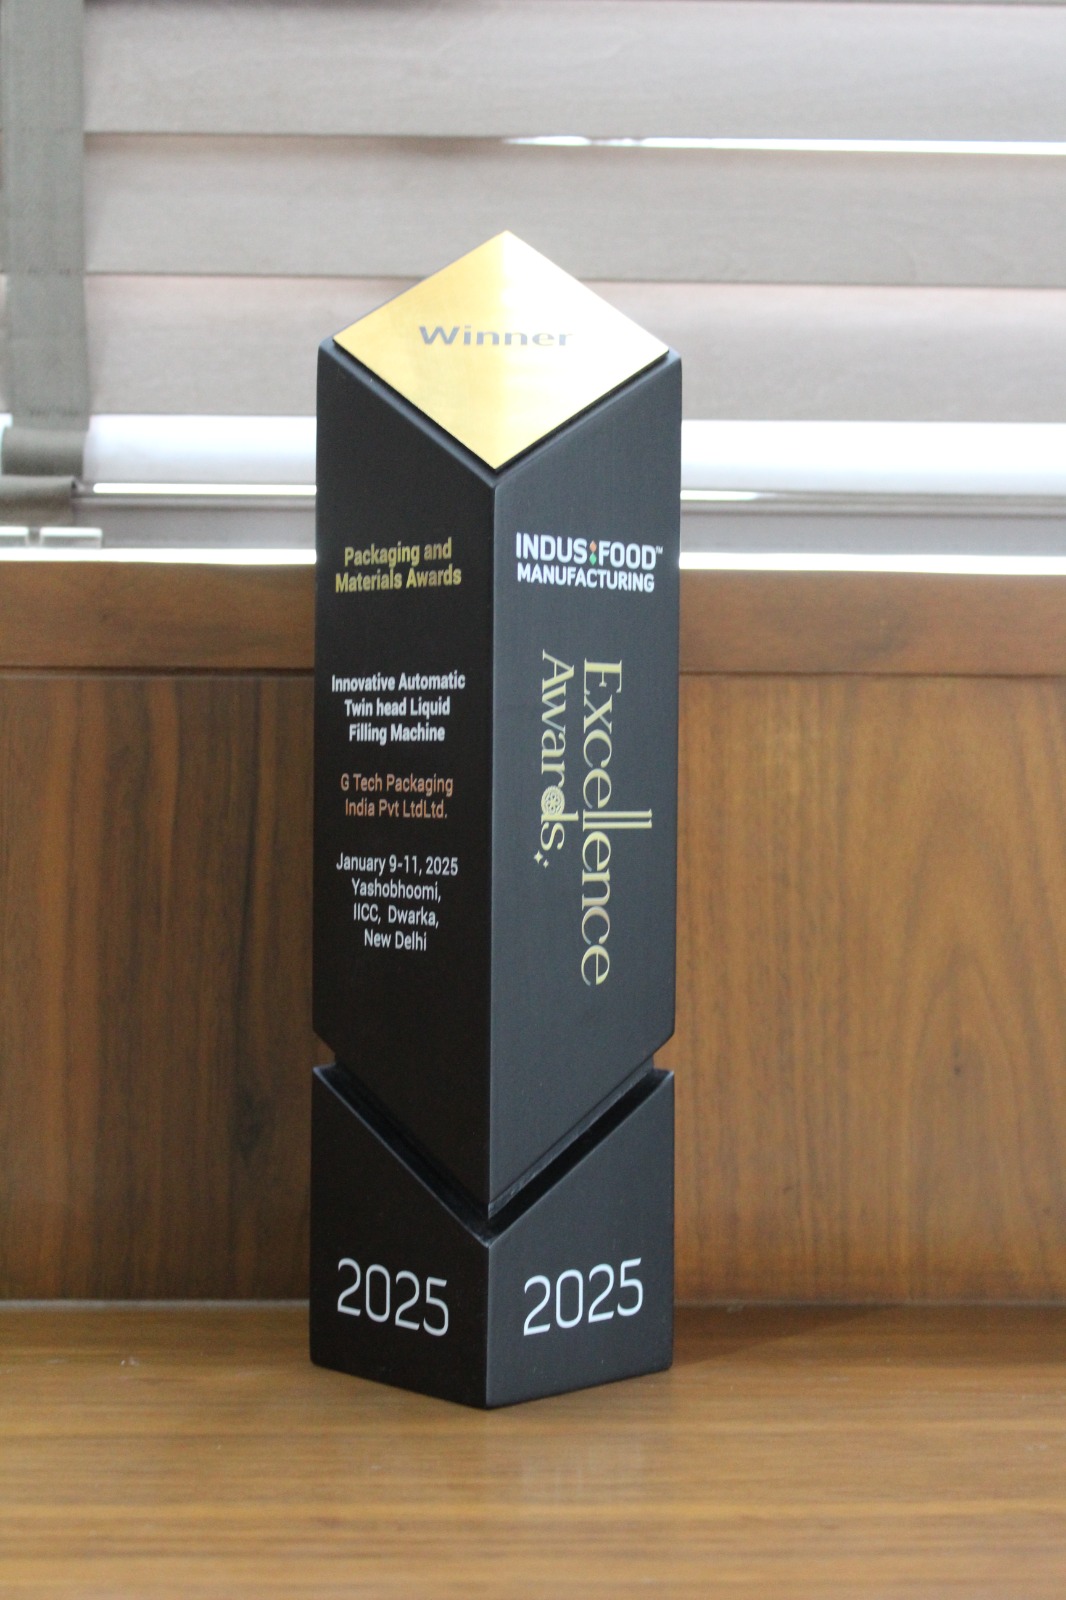 Winner
Packaging and
Materials Awards
Innovative Automatic
Twin head Liquid
Filling Machine
G Tech Packaging
India Pvt LtdLtd.
January 9-11, 2025
Yashobhoomi,
IICC, Dwarka,
New Delhi
2025
INDUS:FOOD™
MANUFACTURING
Excellence
Awards
2025